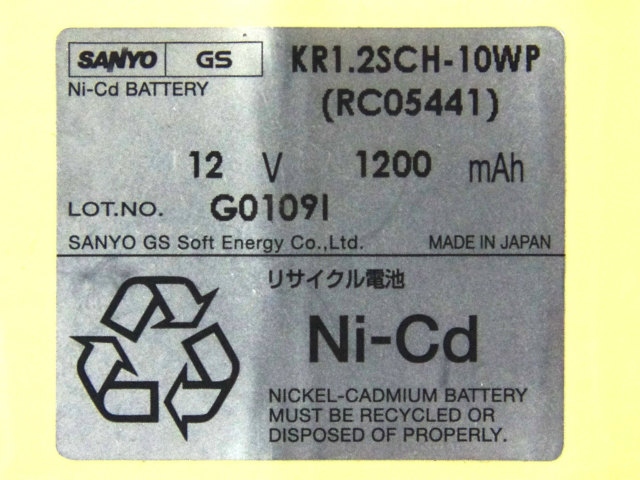 SANYO GS KR1.2SCH-10WP
Ni-Cd BATTERY (RC05441)
12 V 1200 mAh
LOT.NO. G0109I
SANYO GS Soft Energy Co.,Ltd. MADE IN JAPAN
リサイクル電池
Ni-Cd
NICKEL-CADMIUM BATTERY
MUST BE RECYCLED OR
DISPOSED OF PROPERLY.